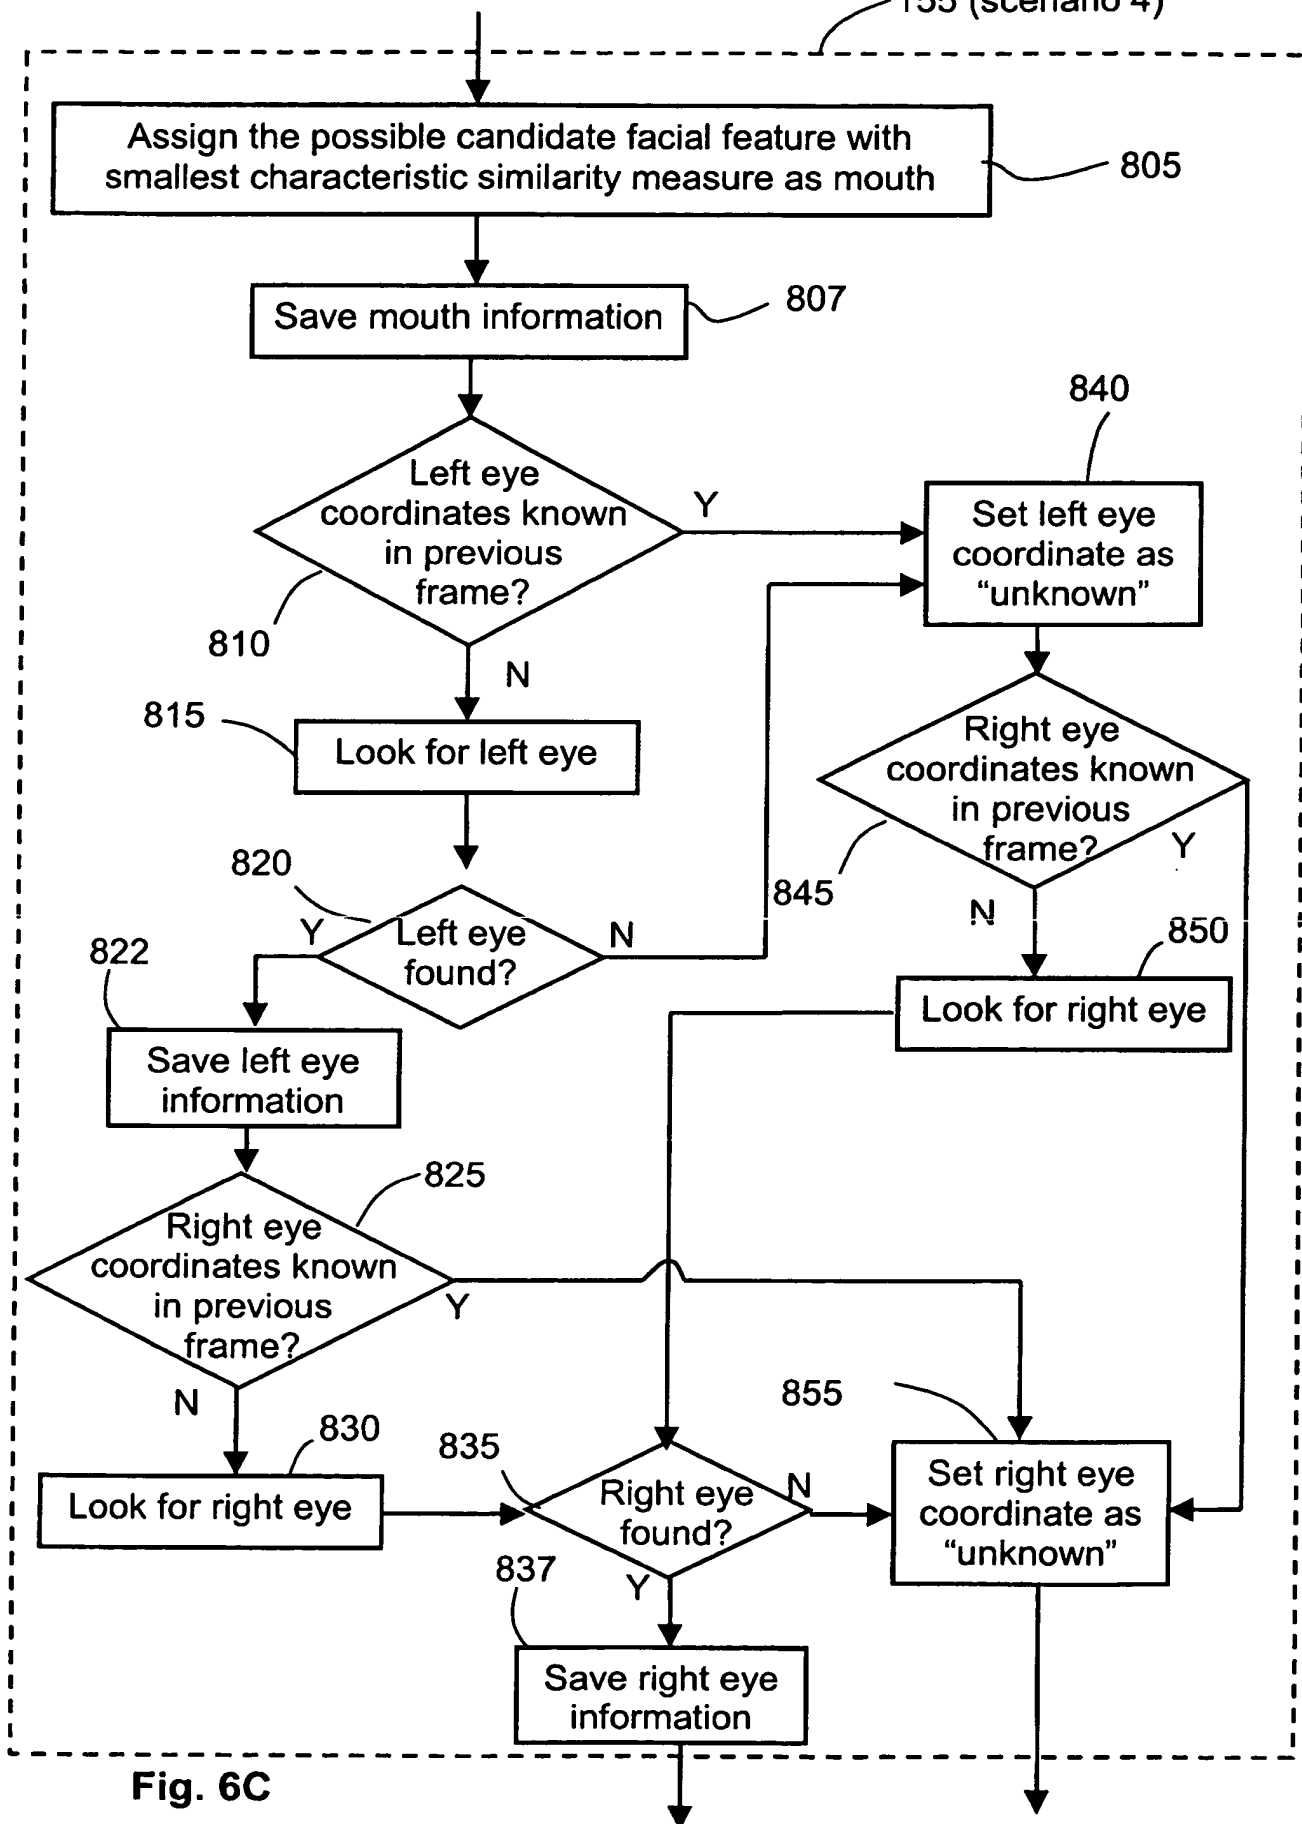 155 (scenario 4)
Assign the possible candidate facial feature with
smallest characteristic similarity measure as mouth
805
Save mouth information
807
840
Left eye
coordinates known
in previous
frame?
Y
Set left eye
coordinate as
“unknown”
810
N
815
Look for left eye
Right eye
coordinates known
in previous
frame?
Y
845
N
820
Y
Left eye
found?
N
850
822
Look for right eye
Save left eye
information
825
Right eye
coordinates known
in previous
frame?
Y
N
855
830
835
Look for right eye
Right eye
found?
N
Set right eye
coordinate as
“unknown”
837
Y
Save right eye
information
Fig. 6C